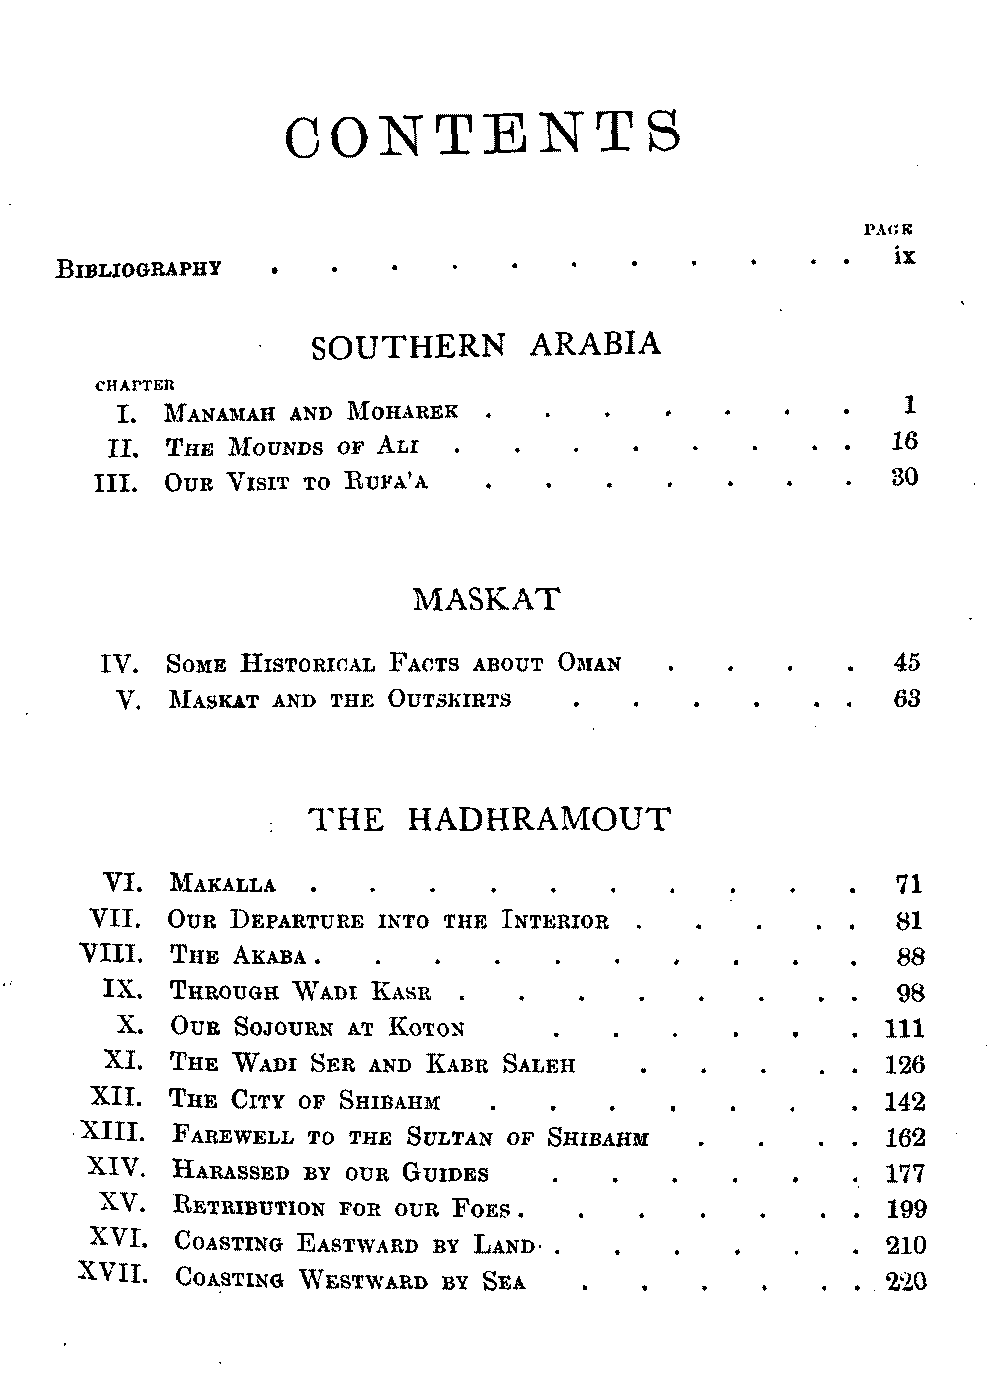 CONTENTS
PAGE
BIBLIOGRAPHY . . . . . . . . . . . ix
SOUTHERN ARABIA
CHAPTER
I. MANAMAH AND MOHAREK . . . . . . . 1
II. THE MOUNDS OF ALI . . . . . . . . 16
III. OUR VISIT TO RUFA'A . . . . . . . 30
MASKAT
IV. SOME HISTORICAL FACTS ABOUT OMAN . . . . 45
V. MASKAT AND THE OUTSKIRTS . . . . . . 63
THE HADHRAMOUT
VI. MAKALLA . . . . . . . . . . 71
VII. OUR DEPARTURE INTO THE INTERIOR . . . . . 81
VIII. THE AKABA . . . . . . . . . . 88
IX. THROUGH WADI KASR . . . . . . . . 98
X. OUR SOJOURN AT KOTON . . . . . . 111
XI. THE WADI SER AND KABR SALEH . . . . . 126
XII. THE CITY OF SHIBAHM . . . . . . . 142
XIII. FAREWELL TO THE SULTAN OF SHIBAHM . . . . 162
XIV. HARASSED BY OUR GUIDES . . . . . . 177
XV. RETRIBUTION FOR OUR FOES . . . . . . . 199
XVI. COASTING EASTWARD BY LAND . . . . . . 210
XVII. COASTING WESTWARD BY SEA . . . . . . 220